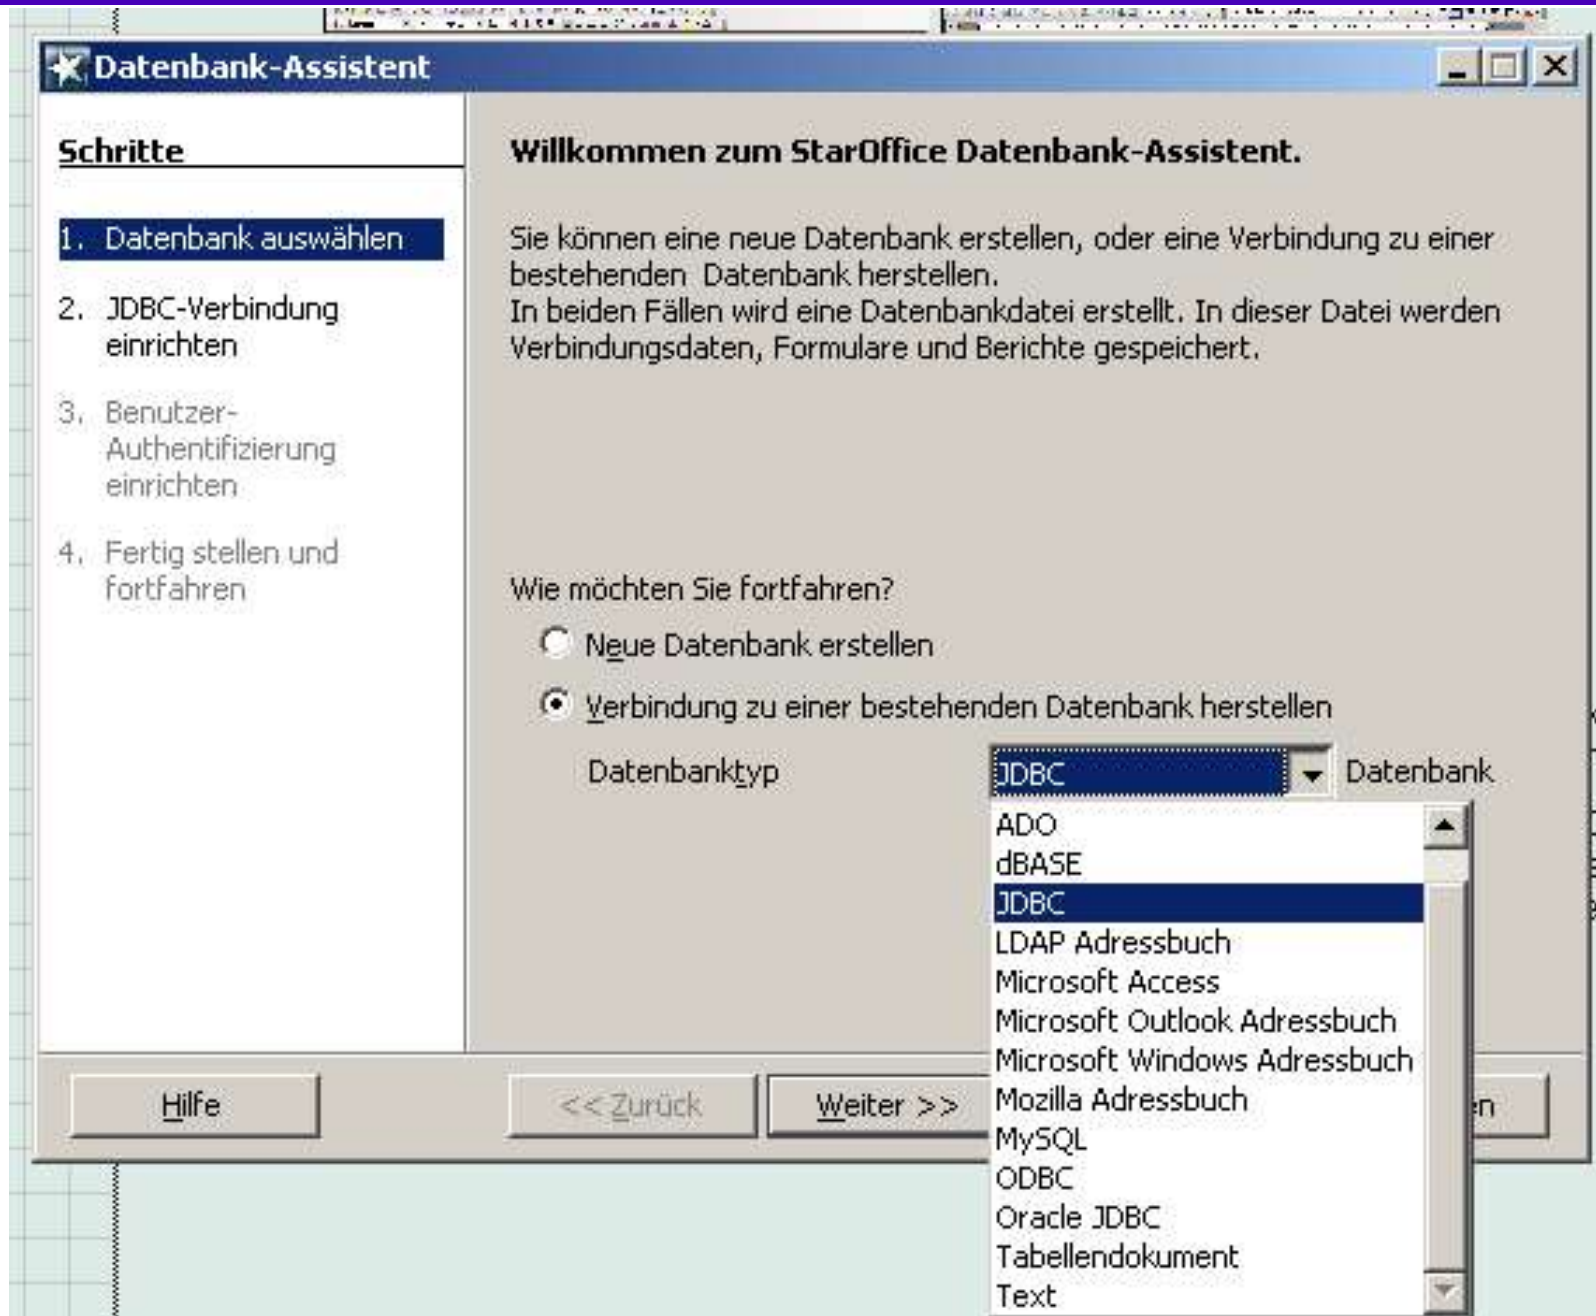 Datenbank-Assistent
Schritte
1. Datenbank auswählen
2. JDBC-Verbindung
einrichten
3. Benutzer-
Authentifizierung
einrichten
4. Fertig stellen und
fortfahren
Willkommen zum StarOffice Datenbank-Assistent.
Sie können eine neue Datenbank erstellen, oder eine Verbindung zu einer
bestehenden Datenbank herstellen.
In beiden Fällen wird eine Datenbankdatei erstellt. In dieser Datei werden
Verbindungsdaten, Formulare und Berichte gespeichert.
Wie möchten Sie fortfahren?
Neue Datenbank erstellen
Verbindung zu einer bestehenden Datenbank herstellen
Datenbanktyp JDBC Datenbank
ADO
dBASE
JDBC
LDAP Adressbuch
Microsoft Access
Microsoft Outlook Adressbuch
Microsoft Windows Adressbuch
Mozilla Adressbuch
MySQL
ODBC
Oracle JDBC
Tabellendokument
Text
Hilfe << Zurück Weiter >> en